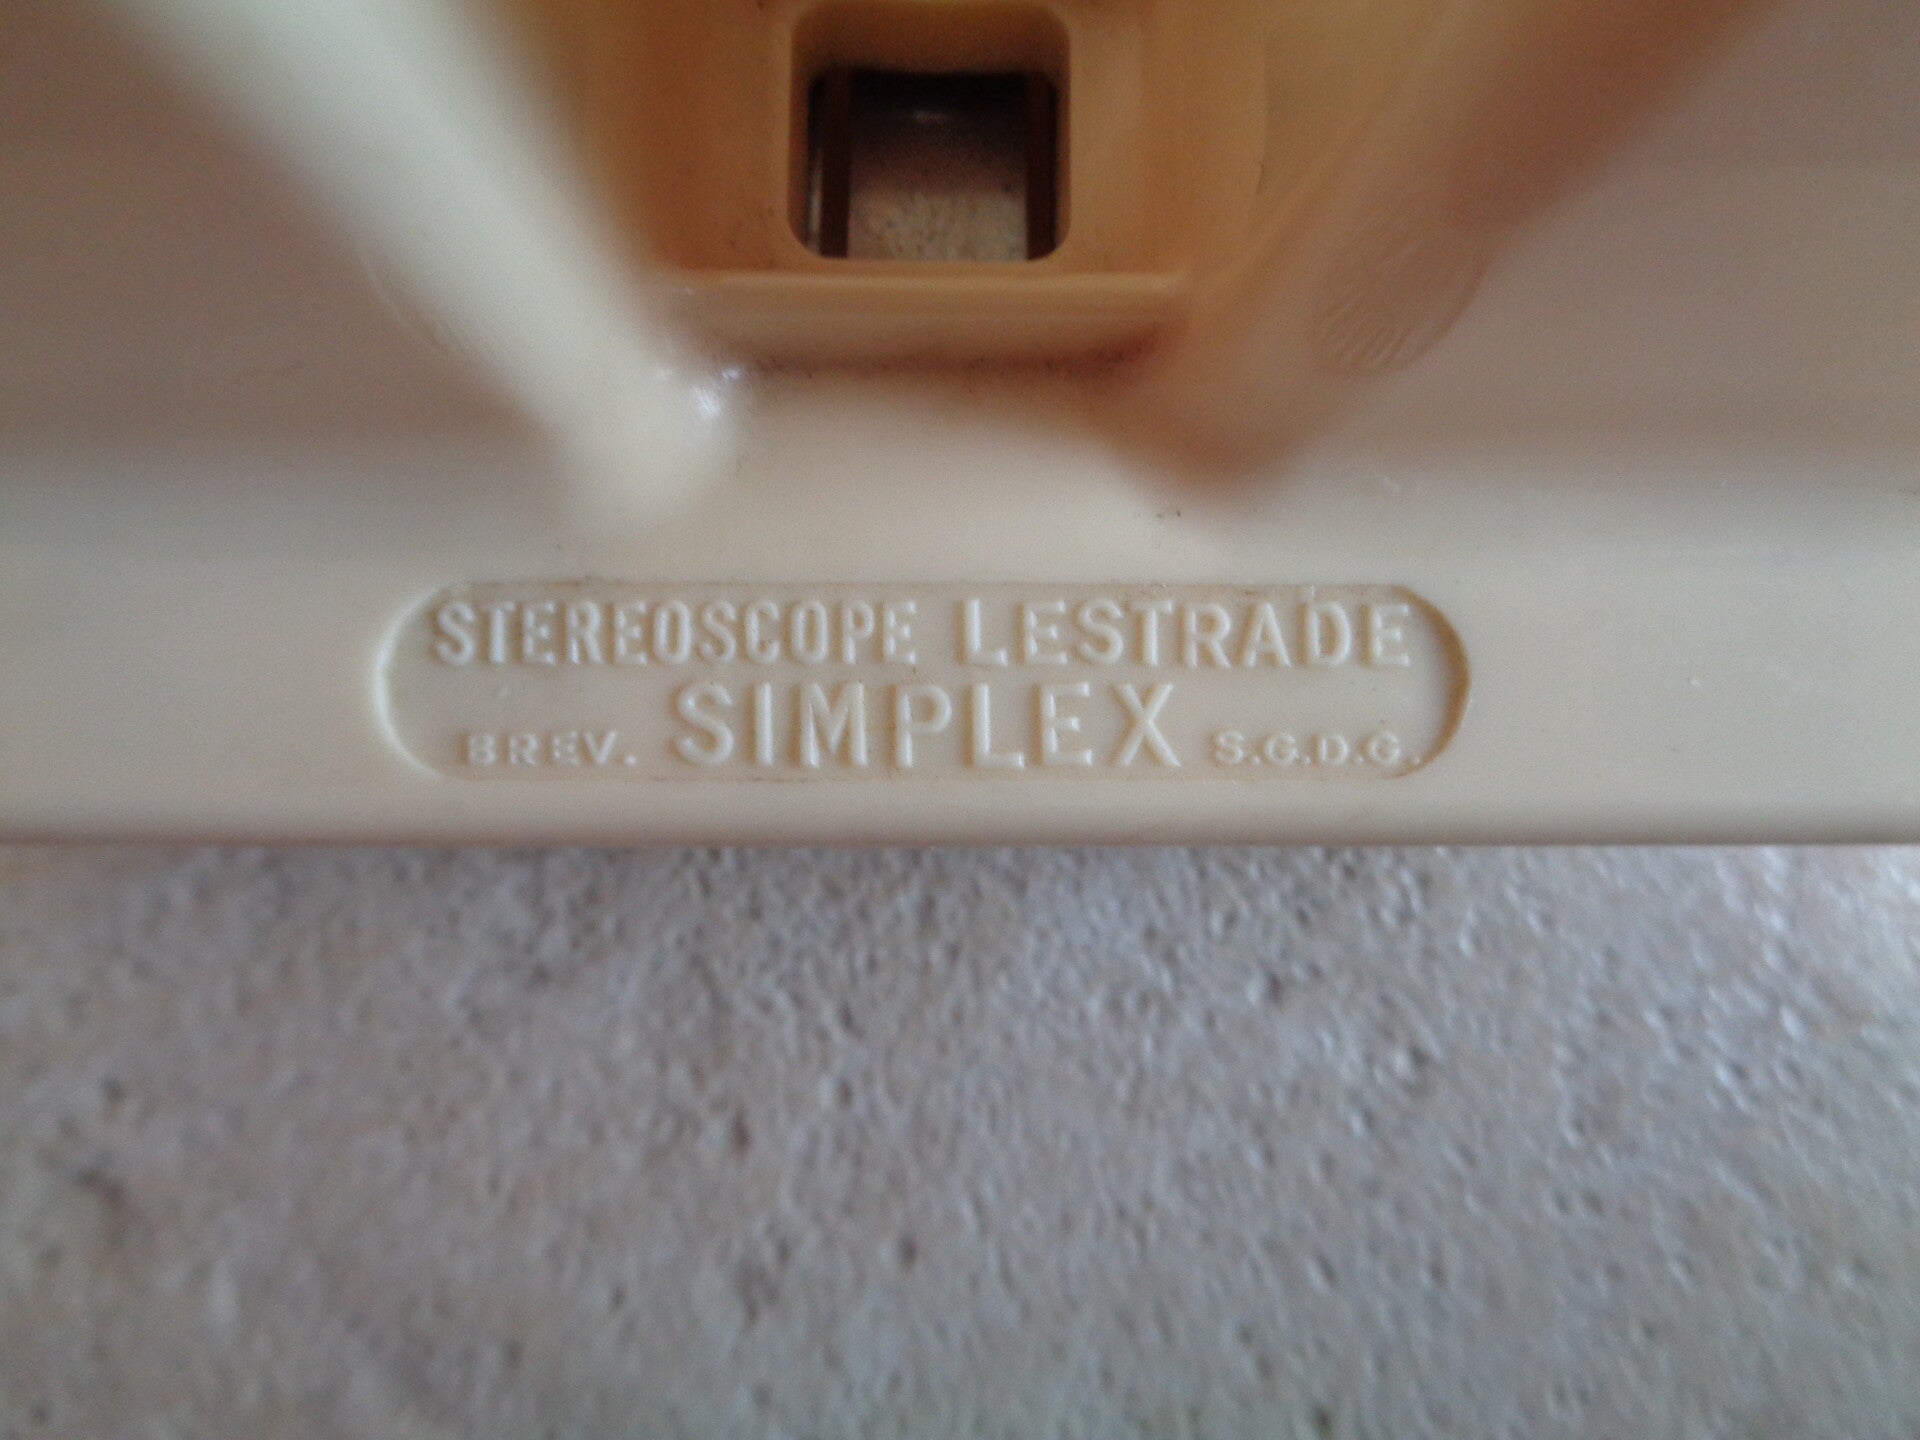 STEREOSCOPE LESTRADE
BREV. SIMPLEX S.G.D.G.